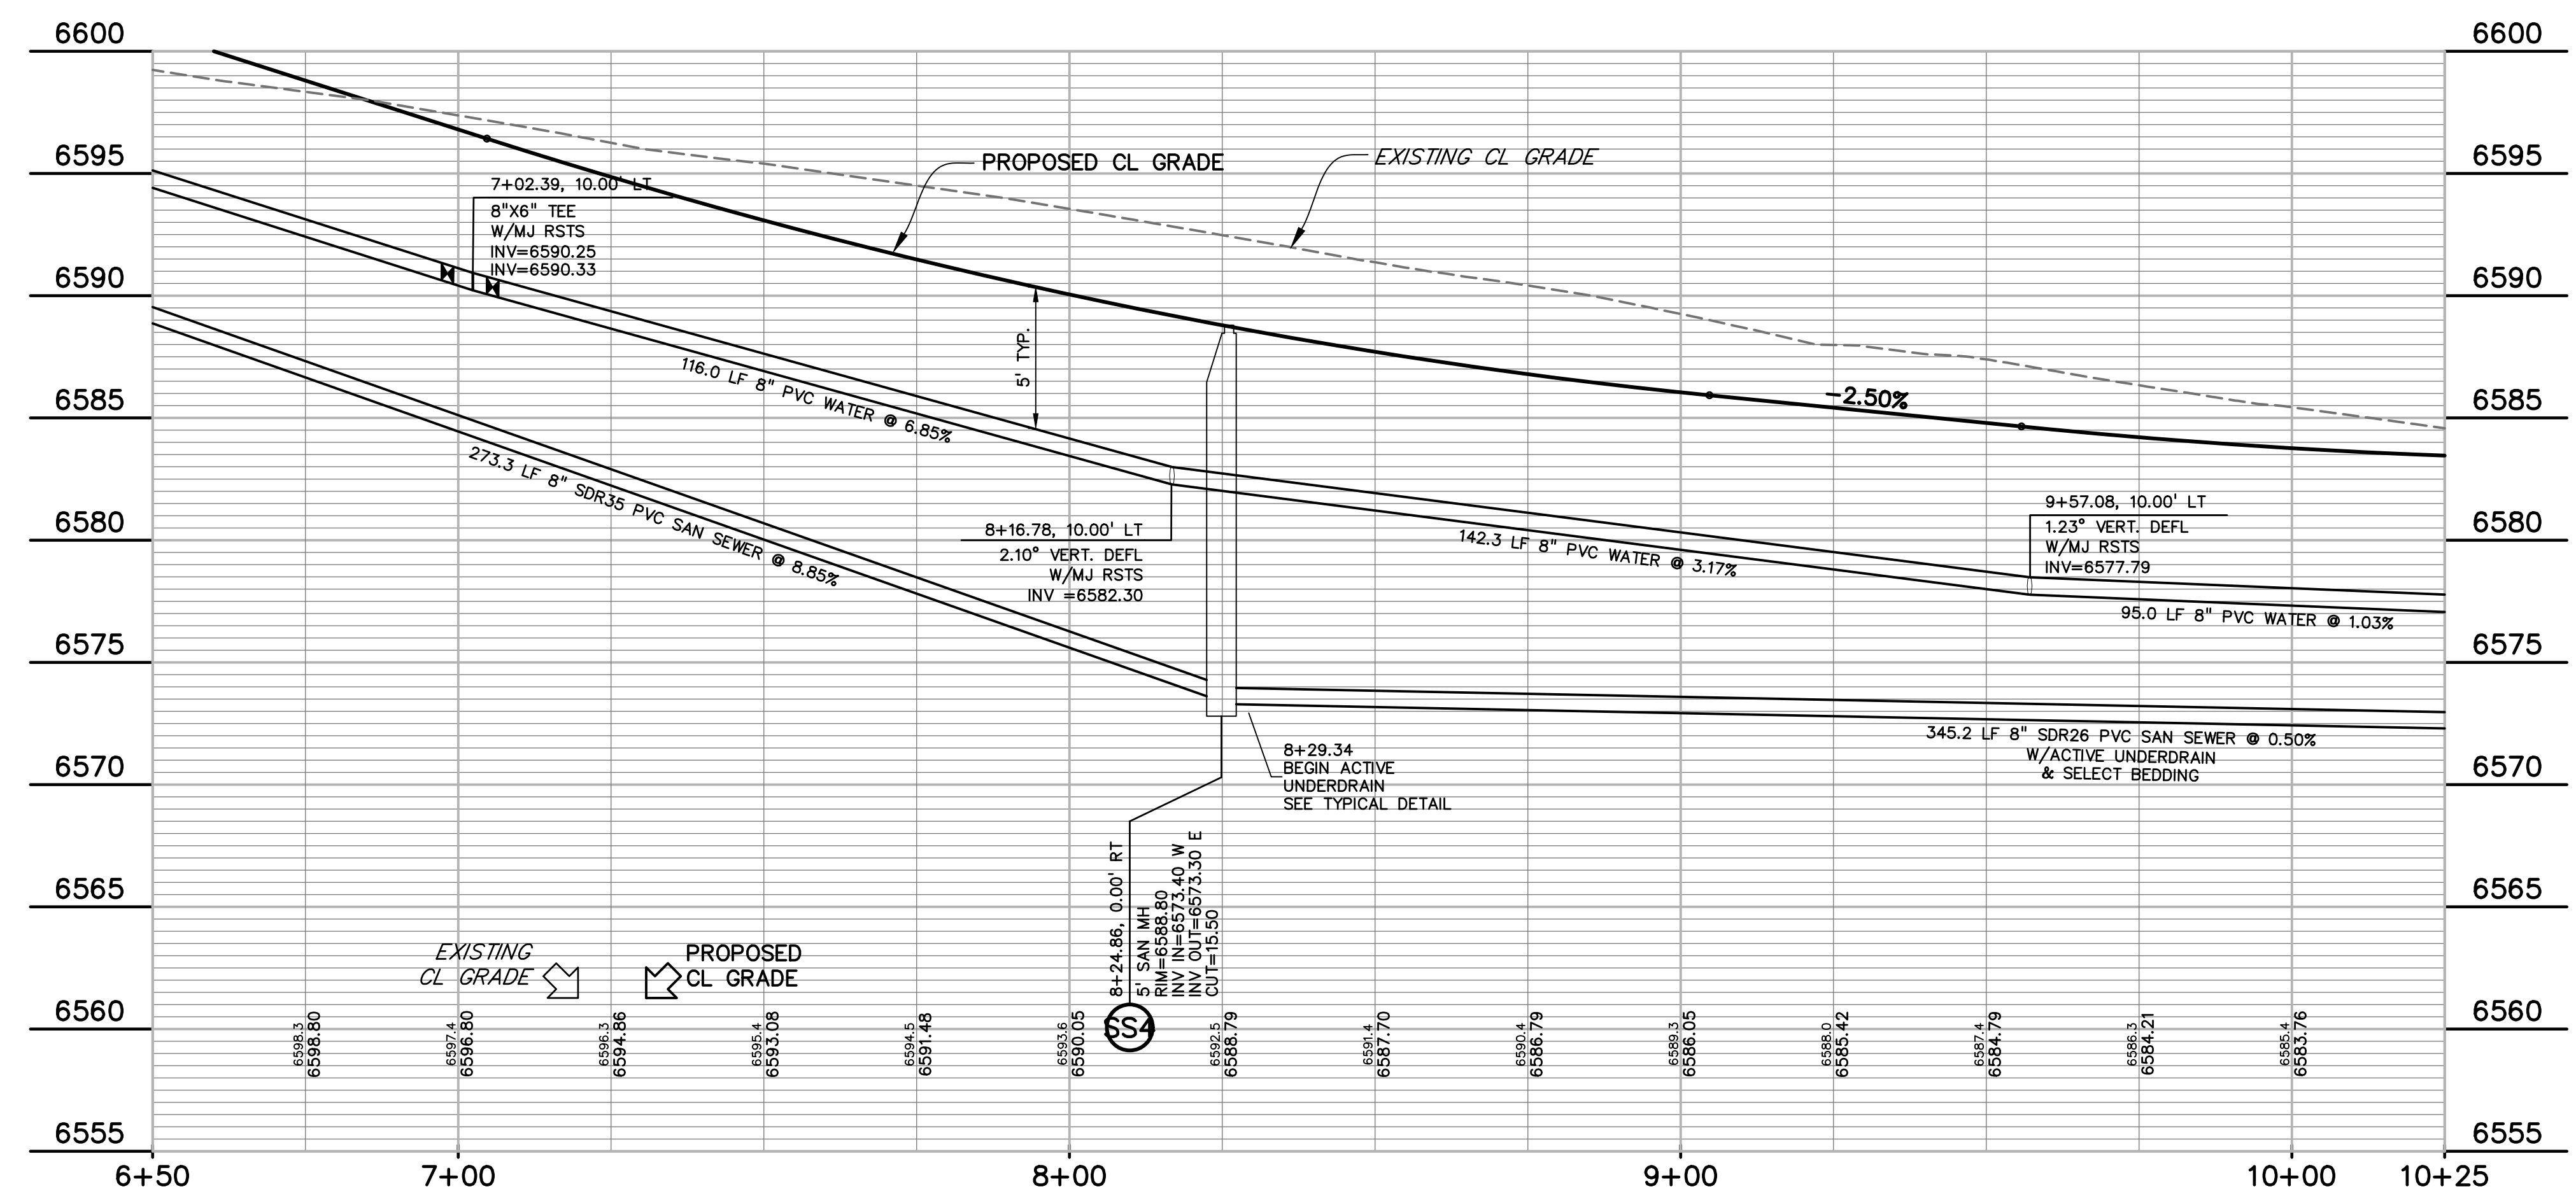 6600
6600
6595
6595
6590
6590
6585
6585
6580
6580
6575
6575
6570
6570
6565
6565
6560
6560
6555
6555
PROPOSED CL GRADE
EXISTING CL GRADE
7+02.39, 10.00' LT
8"X6" TEE
W/MJ RSTS
INV=6590.25
INV=6590.33
5' TYP.
116.0 LF 8" PVC WATER @ 6.85%
273.3 LF 8" SDR35 PVC SAN SEWER @ 8.85%
-2.50%
8+16.78, 10.00' LT
2.10° VERT. DEFL
W/MJ RSTS
INV =6582.30
142.3 LF 8" PVC WATER @ 3.17%
9+57.08, 10.00' LT
1.23° VERT. DEFL
W/MJ RSTS
INV=6577.79
95.0 LF 8" PVC WATER @ 1.03%
345.2 LF 8" SDR26 PVC SAN SEWER @ 0.50%
W/ACTIVE UNDERDRAIN
& SELECT BEDDING
8+29.34
BEGIN ACTIVE
UNDERDRAIN
SEE TYPICAL DETAIL
8+24.86, 0.00' RT
5' SAN MH
RIM=6588.80
INV IN=6573.40 W
INV OUT=6573.30 E
CUT=15.50
SS4
EXISTING
CL GRADE
PROPOSED
CL GRADE
6598.3
6598.80
6597.4
6596.80
6596.3
6594.86
6595.4
6593.08
6594.5
6591.48
6593.6
6590.05
6592.5
6588.79
6591.4
6587.70
6590.4
6586.79
6589.3
6586.05
6588.0
6585.42
6587.4
6584.79
6586.3
6584.21
6585.4
6583.76
6+50
7+00
8+00
9+00
10+00
10+25